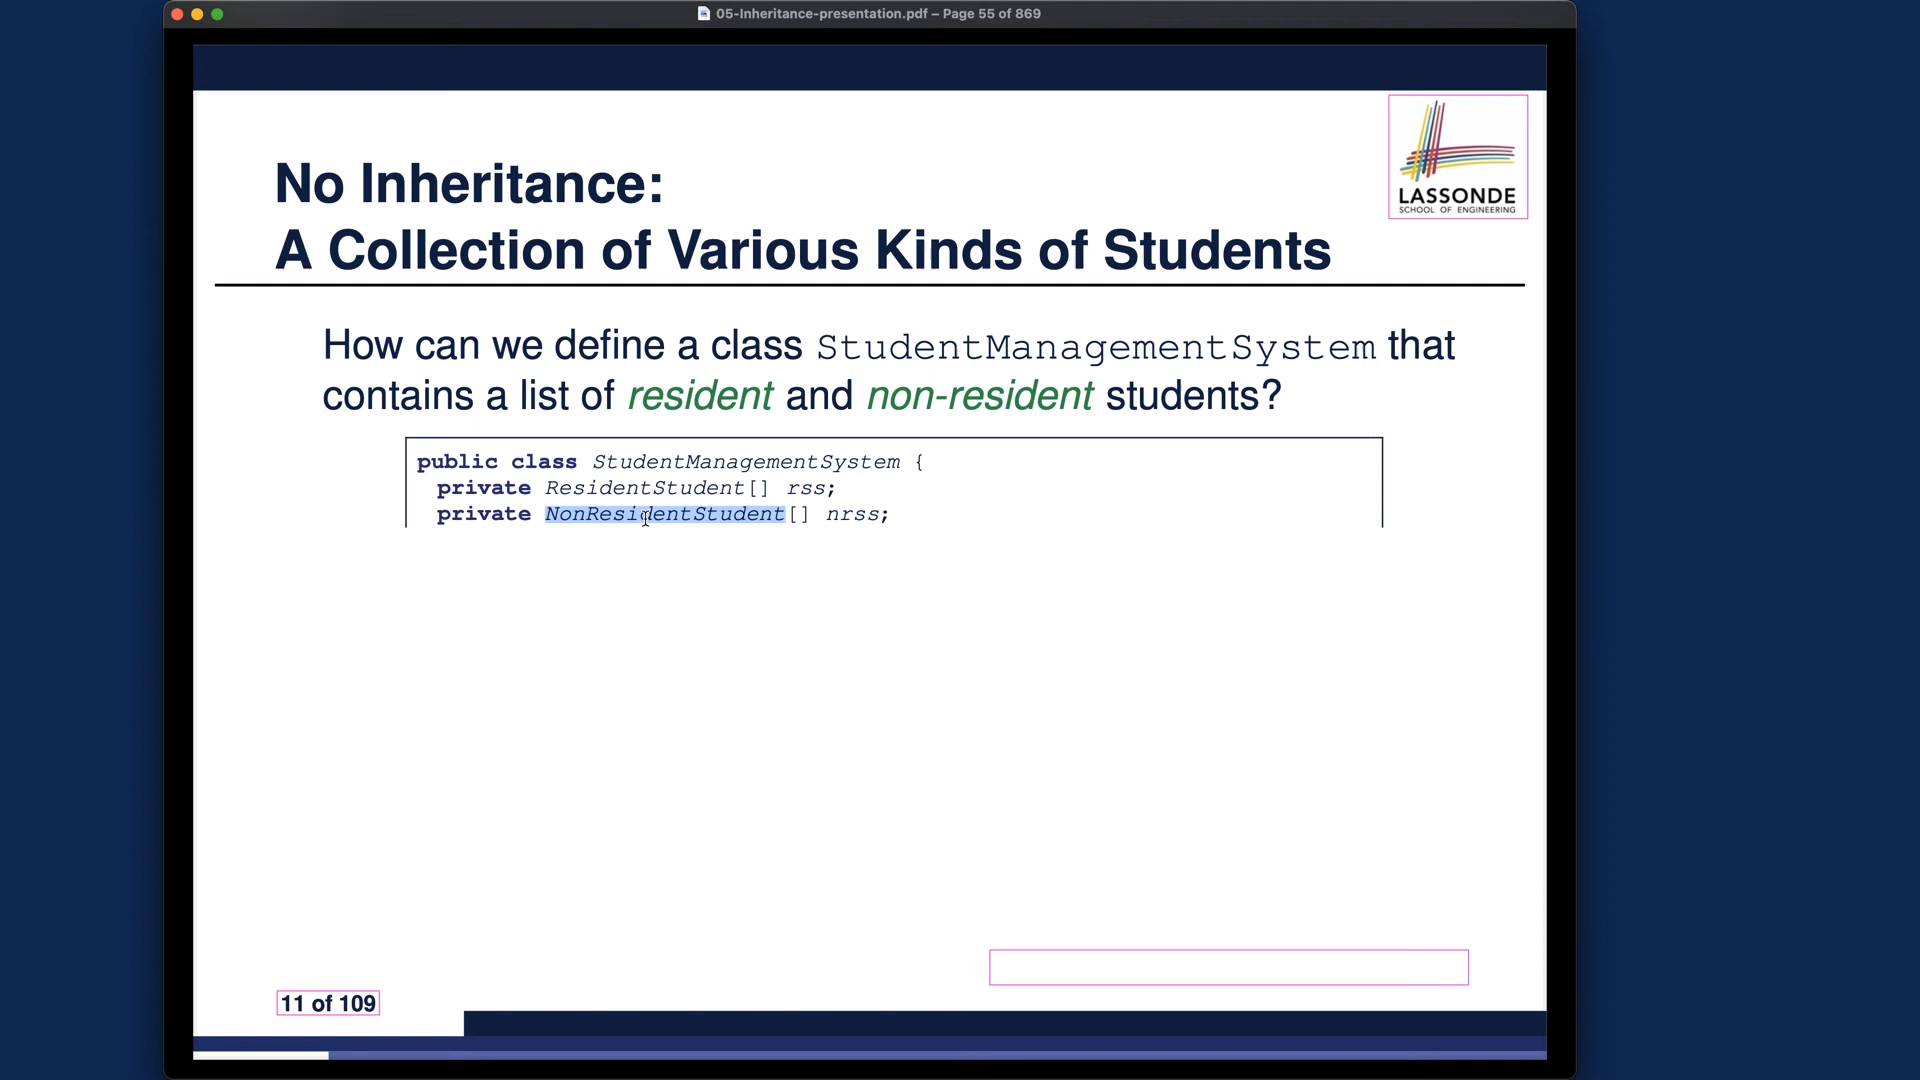 05-Inheritance-presentation.pdf – Page 55 of 869
LASSONDE
SCHOOL OF ENGINEERING
No Inheritance:
A Collection of Various Kinds of Students
How can we define a class StudentManagementSystem that
contains a list of resident and non-resident students?
public class StudentManagementSystem {
private ResidentStudent[] rss;
private NonResidentStudent[] nrss;
11 of 109